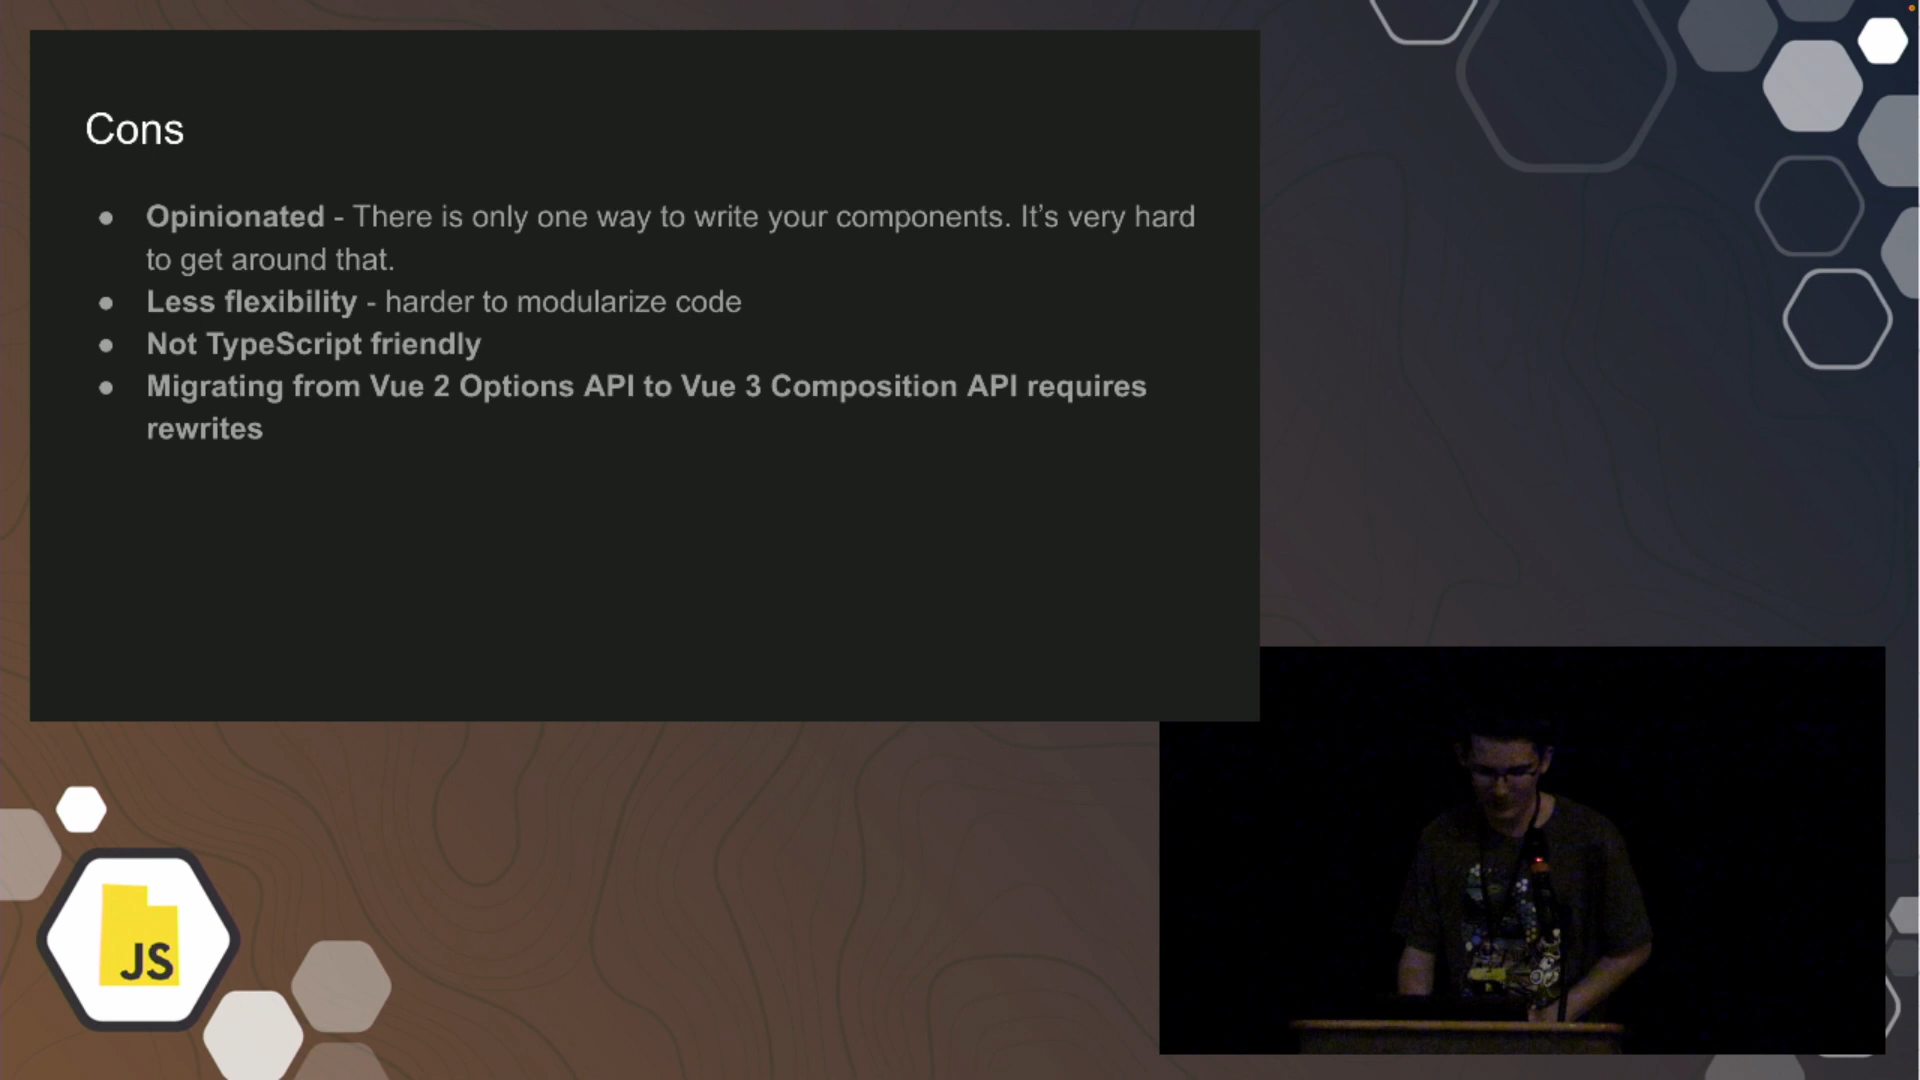 Cons
● Opinionated - There is only one way to write your components. It’s very hard
to get around that.
● Less flexibility - harder to modularize code
● Not TypeScript friendly
● Migrating from Vue 2 Options API to Vue 3 Composition API requires
rewrites
JS